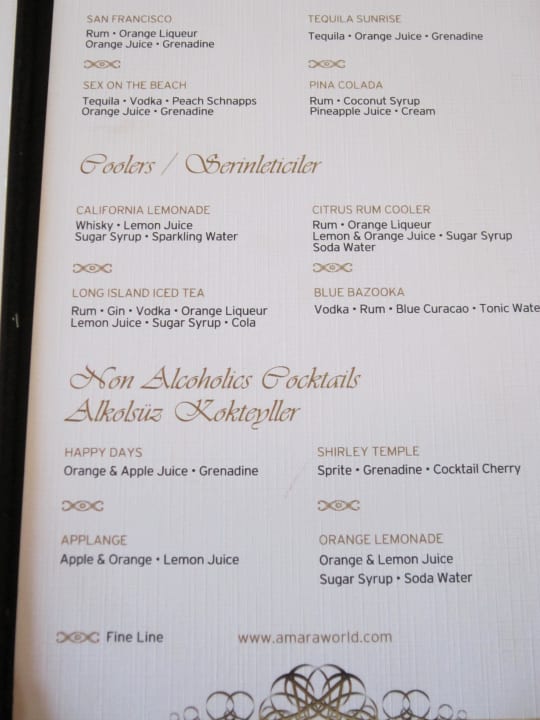 SAN FRANCISCO
Rum • Orange Liqueur
Orange Juice • Grenadine
TEQUILA SUNRISE
Tequila • Orange Juice • Grenadine
SEX ON THE BEACH
Tequila • Vodka • Peach Schnapps
Orange Juice • Grenadine
PINA COLADA
Rum • Coconut Syrup
Pineapple Juice • Cream
Coolers / Serinleticiler
CALIFORNIA LEMONADE
Whisky • Lemon Juice
Sugar Syrup • Sparkling Water
CITRUS RUM COOLER
Rum • Orange Liqueur
Lemon & Orange Juice • Sugar Syrup
Soda Water
LONG ISLAND ICED TEA
Rum • Gin • Vodka • Orange Liqueur
Lemon Juice • Sugar Syrup • Cola
BLUE BAZOOKA
Vodka • Rum • Blue Curacao • Tonic Wate
Non Alcoholics Cocktails
Alkolsüz Kokteyller
HAPPY DAYS
Orange & Apple Juice • Grenadine
SHIRLEY TEMPLE
Sprite • Grenadine • Cocktail Cherry
APPLANGE
Apple & Orange • Lemon Juice
ORANGE LEMONADE
Orange & Lemon Juice
Sugar Syrup • Soda Water
Fine Line
www.amaraworld.com